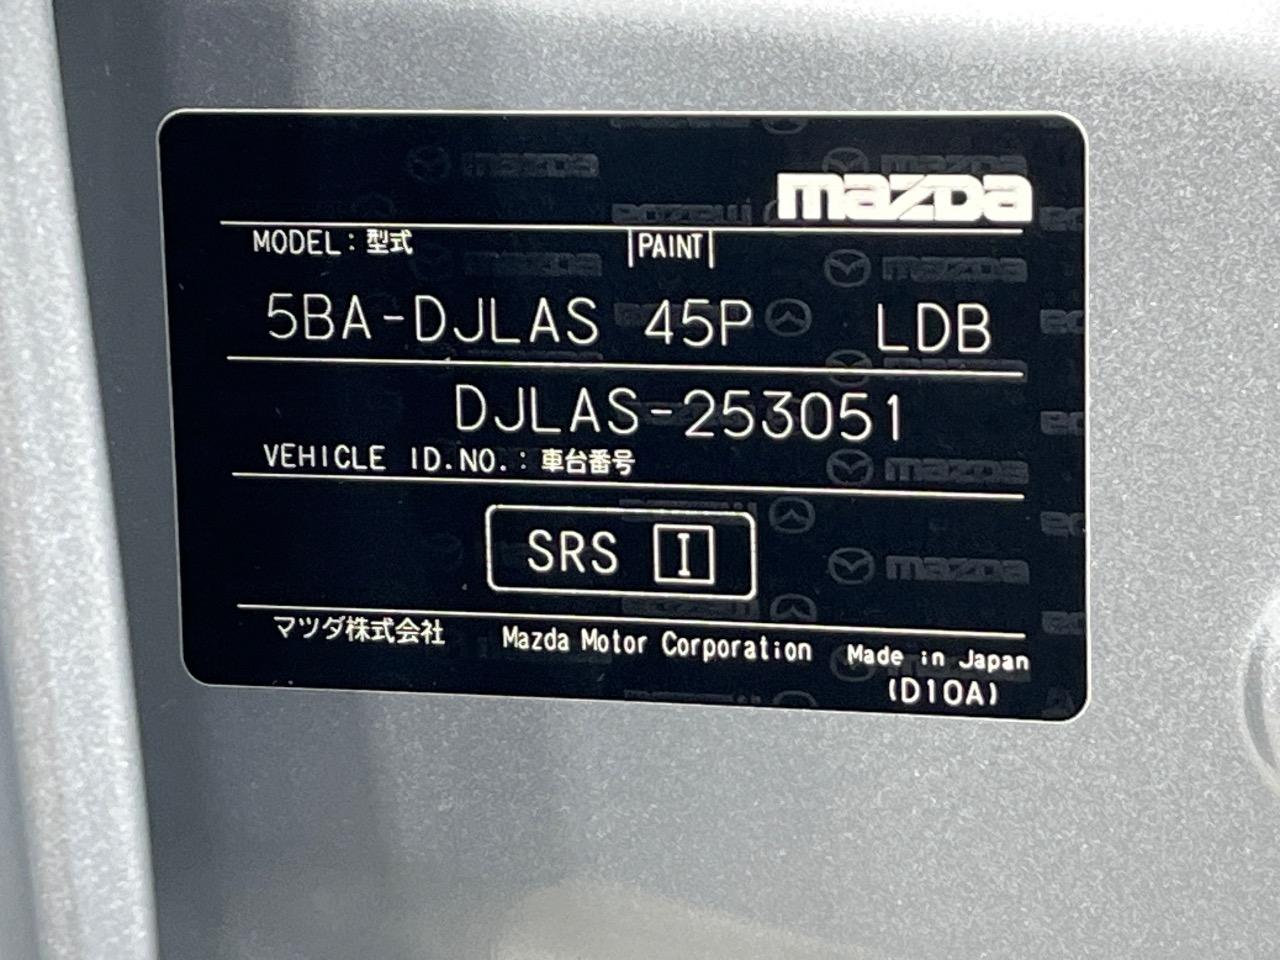 mazda
MODEL：型式 PAINT
5BA-DJLAS 45P LDB
DJLAS-253051
VEHICLE ID.NO.：車台番号
SRS I
マツダ株式会社 Mazda Motor Corporation Made in Japan
(D10A)